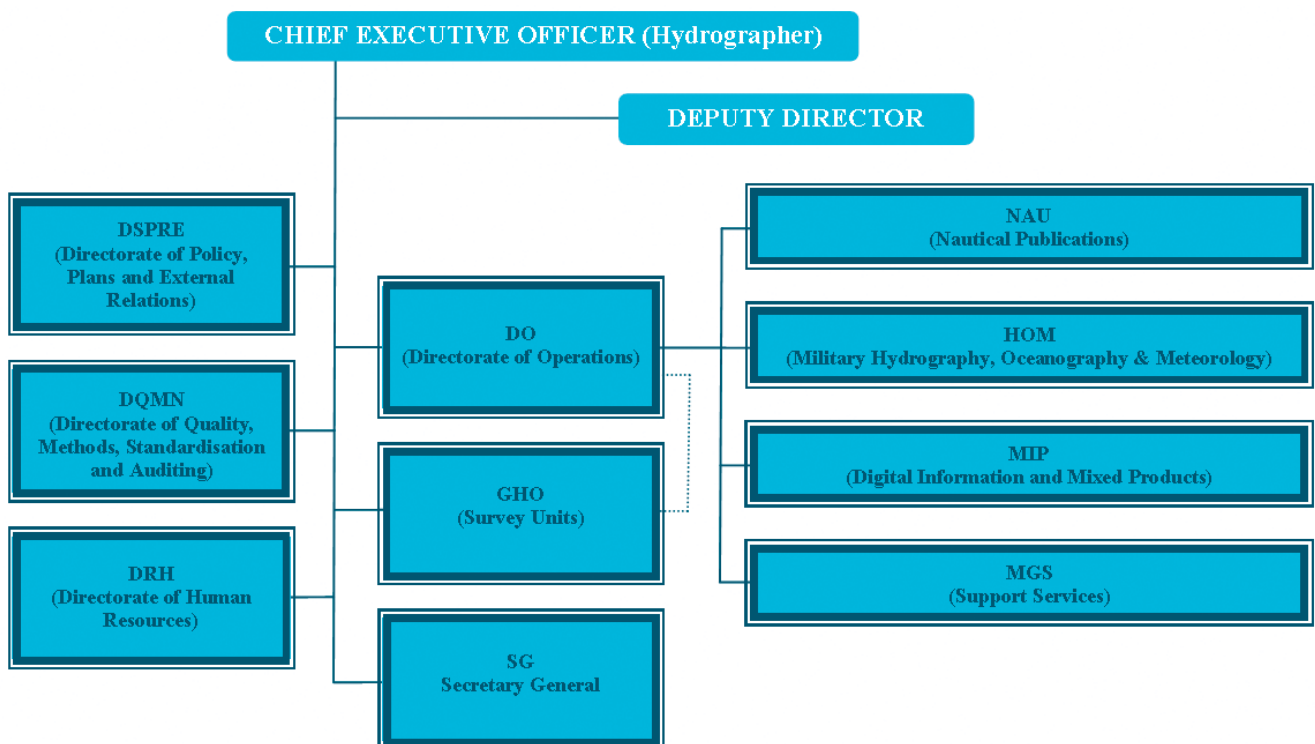 CHIEF EXECUTIVE OFFICER (Hydrographer)
DEPUTY DIRECTOR
DSPRE
(Directorate of Policy,
Plans and External
Relations)
DQMN
(Directorate of Quality,
Methods, Standardisation
and Auditing)
DRH
(Directorate of Human
Resources)
DO
(Directorate of Operations)
GHO
(Survey Units)
SG
Secretary General
NAU
(Nautical Publications)
HOM
(Military Hydrography, Oceanography & Meteorology)
MIP
(Digital Information and Mixed Products)
MGS
(Support Services)